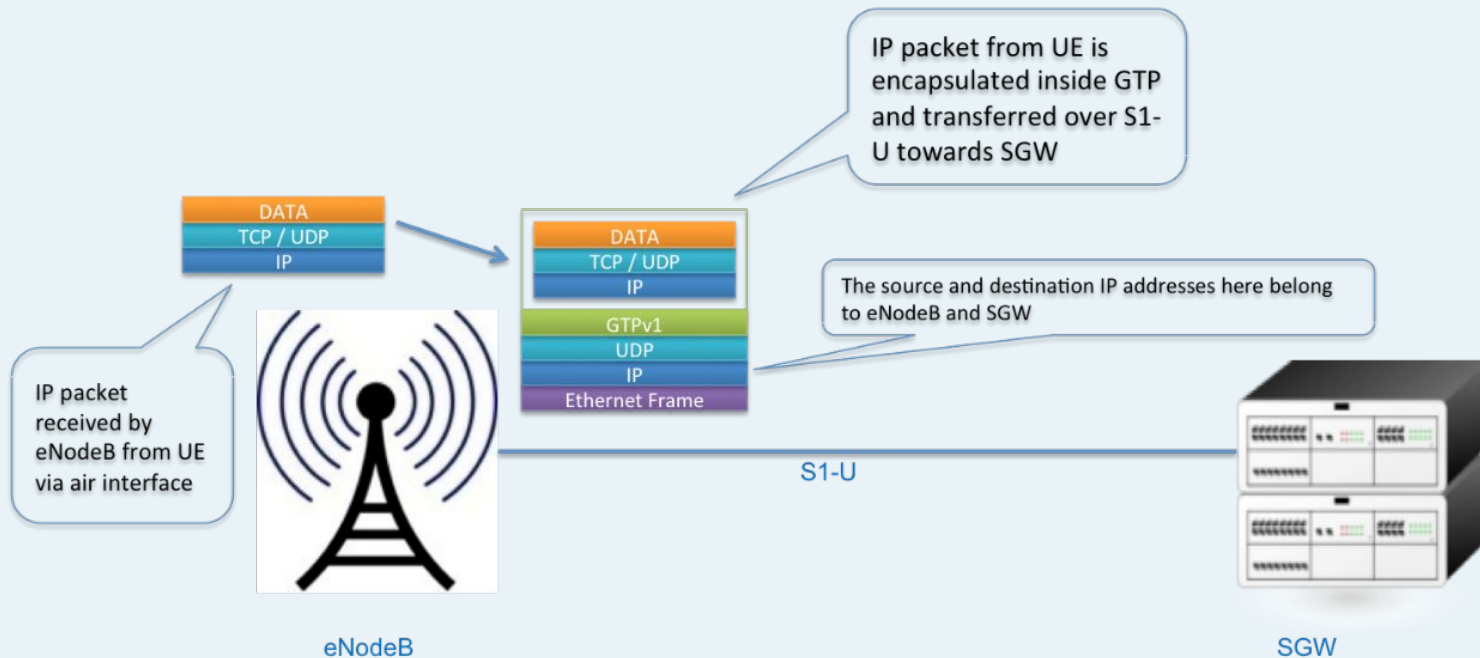 IP packet from UE is
encapsulated inside GTP
and transferred over S1-
U towards SGW
DATA
TCP / UDP
IP
DATA
TCP / UDP
IP
GTPv1
UDP
IP
Ethernet Frame
The source and destination IP addresses here belong
to eNodeB and SGW
IP packet
received by
eNodeB from UE
via air interface
S1-U
eNodeB
SGW